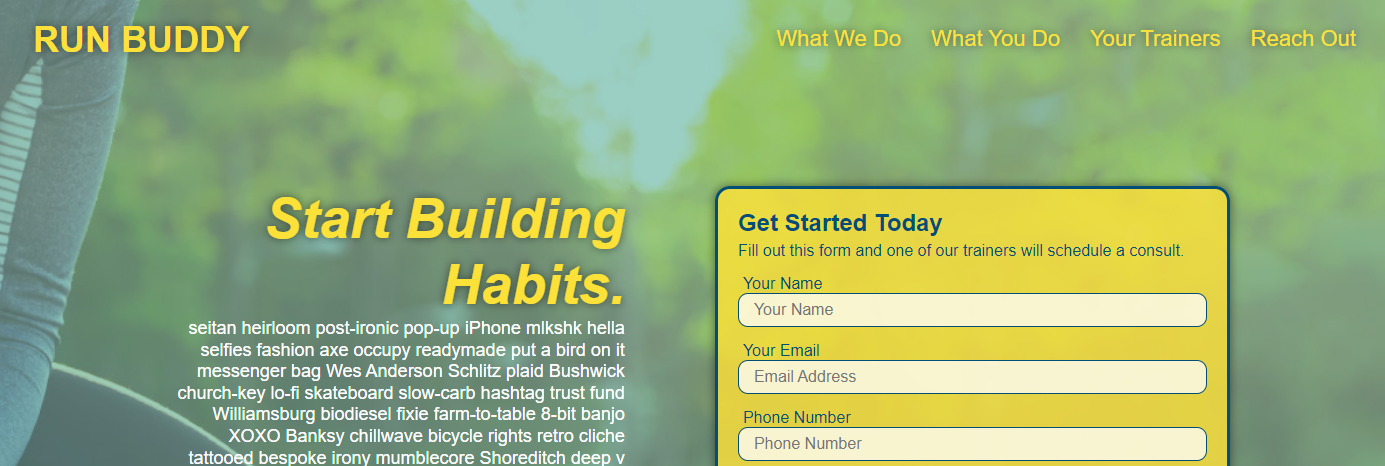 RUN BUDDY
What We Do What You Do Your Trainers Reach Out
Start Building
Habits.
seitan heirloom post-ironic pop-up iPhone mlkshk hella
selfies fashion axe occupy readymade put a bird on it
messenger bag Wes Anderson Schlitz plaid Bushwick
church-key lo-fi skateboard slow-carb hashtag trust fund
Williamsburg biodiesel fixie farm-to-table 8-bit banjo
XOXO Banksy chillwave bicycle rights retro cliche
tattooed bespoke irony mumblecore Shoreditch deep v
Get Started Today
Fill out this form and one of our trainers will schedule a consult.
Your Name
Your Name
Your Email
Email Address
Phone Number
Phone Number